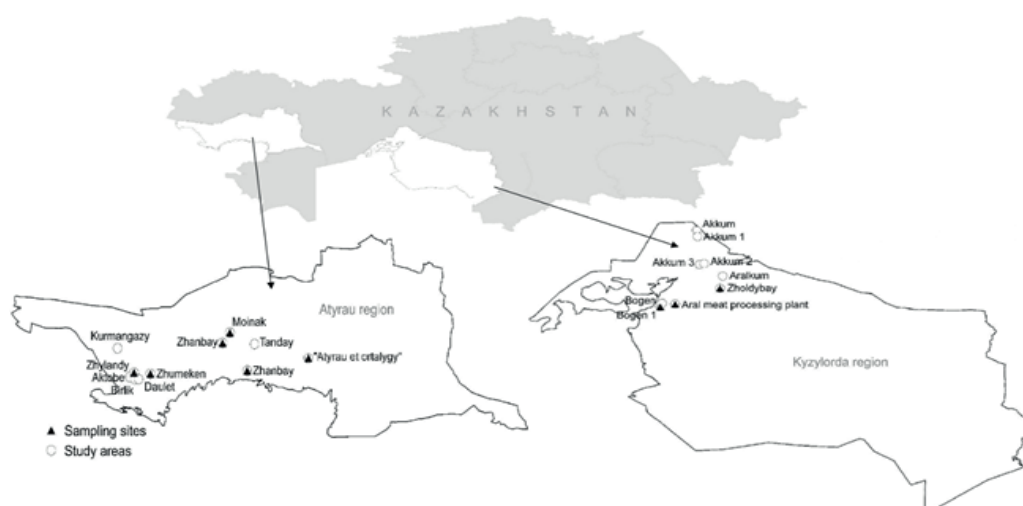 KAZAKHSTAN
Akkum
Akkum 1
Akkum 3
Akkum 2
Aralkum
Zholdybay
Bogen
Aral meat processing plant
Bogen 1
Kyzylorda region
Atyrau region
Moinak
Kurmangazy
Zhanbay
Tanday
"Atyrau et ortalygy"
Zhylandy
Zhumeken
Zhanbay
Aktobe
Daulet
Birlik
Sampling sites
Study areas